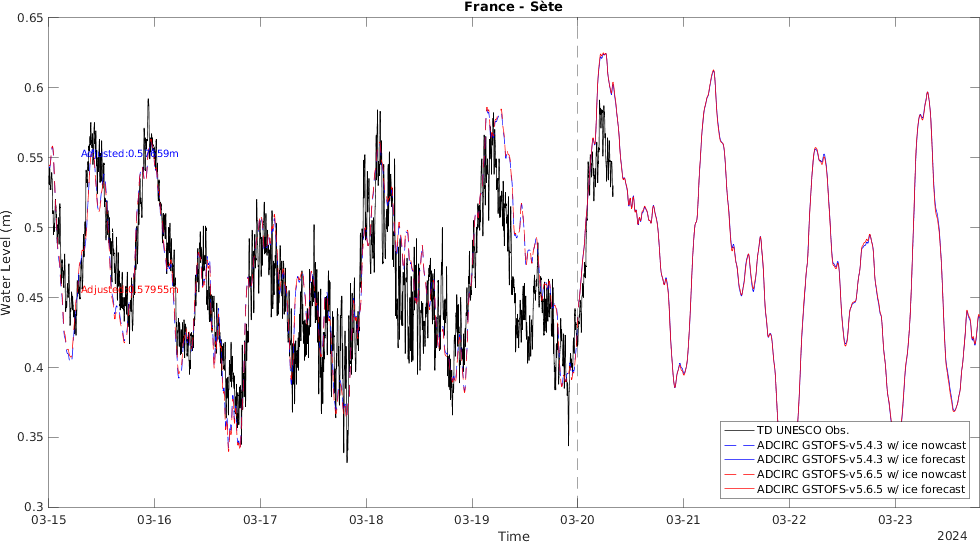 France - Sète
0.65
0.6
0.55
0.5
0.45
0.4
0.35
0.3
Water Level (m)
Adjusted:0.57959m
Adjusted:0.57955m
TD UNESCO Obs.
ADCIRC GSTOFS-v5.4.3 w/ ice nowcast
ADCIRC GSTOFS-v5.4.3 w/ ice forecast
ADCIRC GSTOFS-v5.6.5 w/ ice nowcast
ADCIRC GSTOFS-v5.6.5 w/ ice forecast
03-15 03-16 03-17 03-18 03-19 03-20 03-21 03-22 03-23
Time
2024